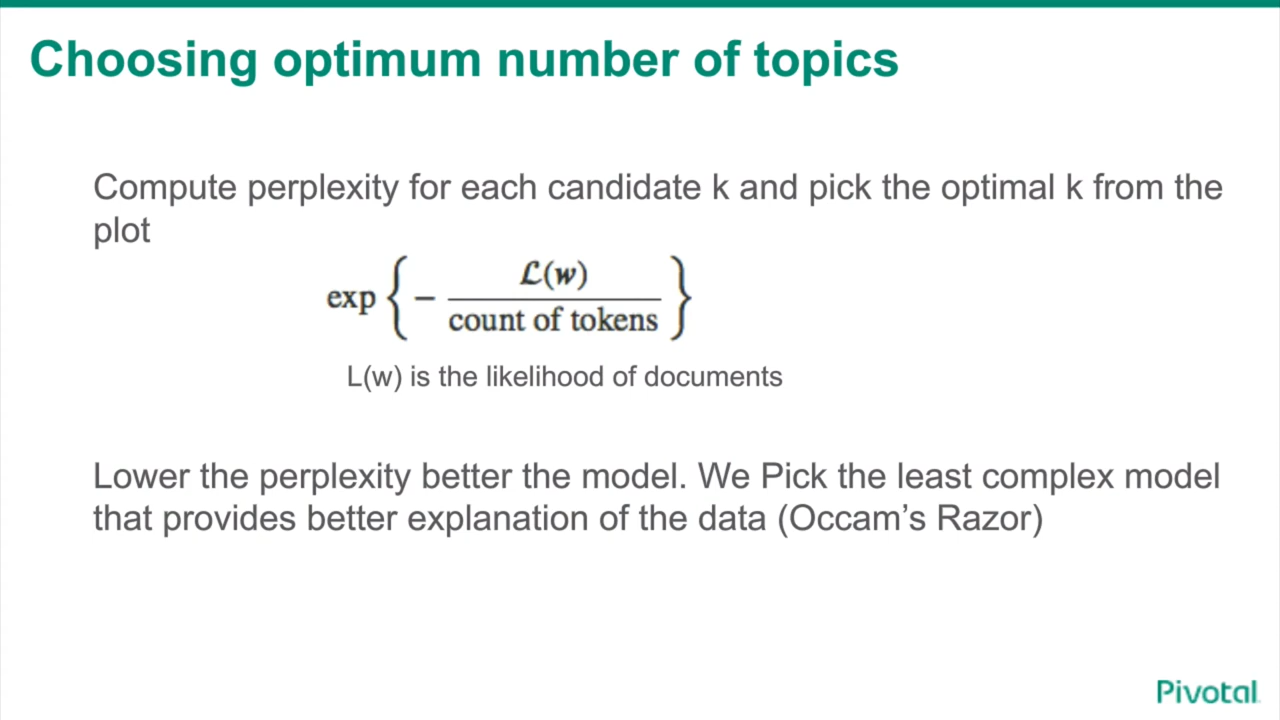 Choosing optimum number of topics
Compute perplexity for each candidate k and pick the optimal k from the
plot
exp { − ℒ(w) / count of tokens }
L(w) is the likelihood of documents
Lower the perplexity better the model. We Pick the least complex model
that provides better explanation of the data (Occam’s Razor)
Pivotal